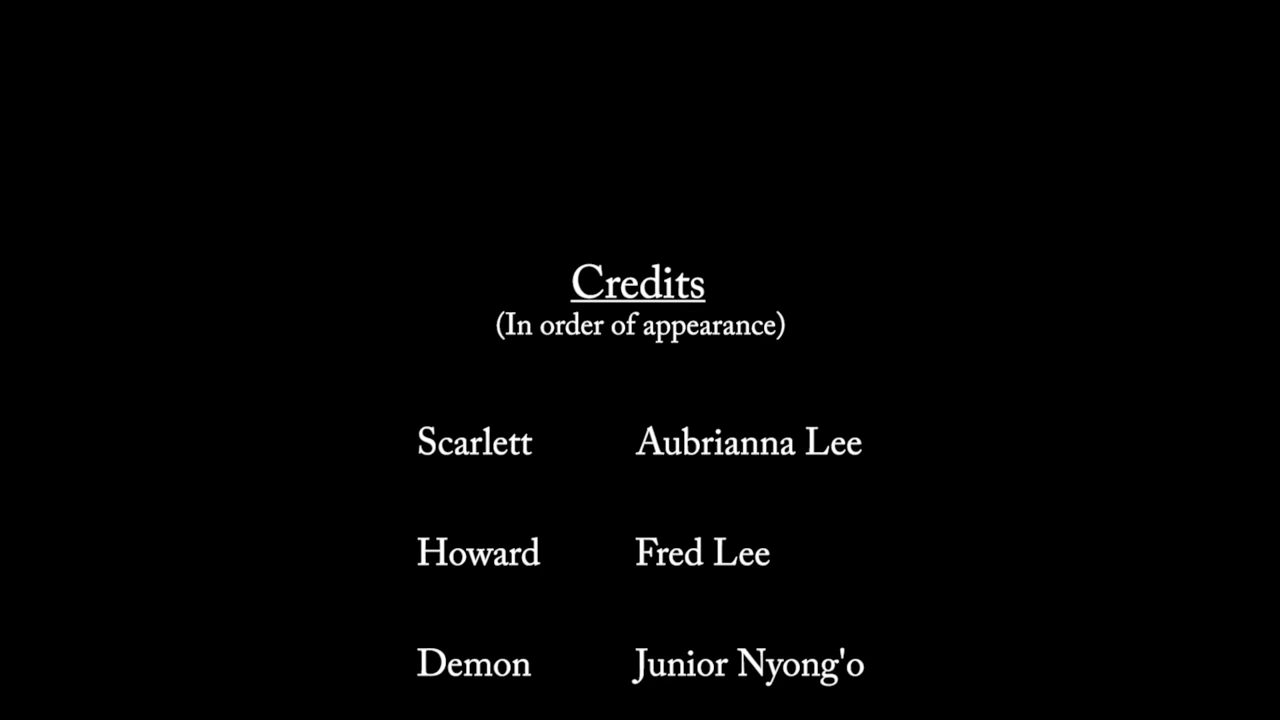 Credits
(In order of appearance)
Scarlett Aubrianna Lee
Howard Fred Lee
Demon Junior Nyong'o